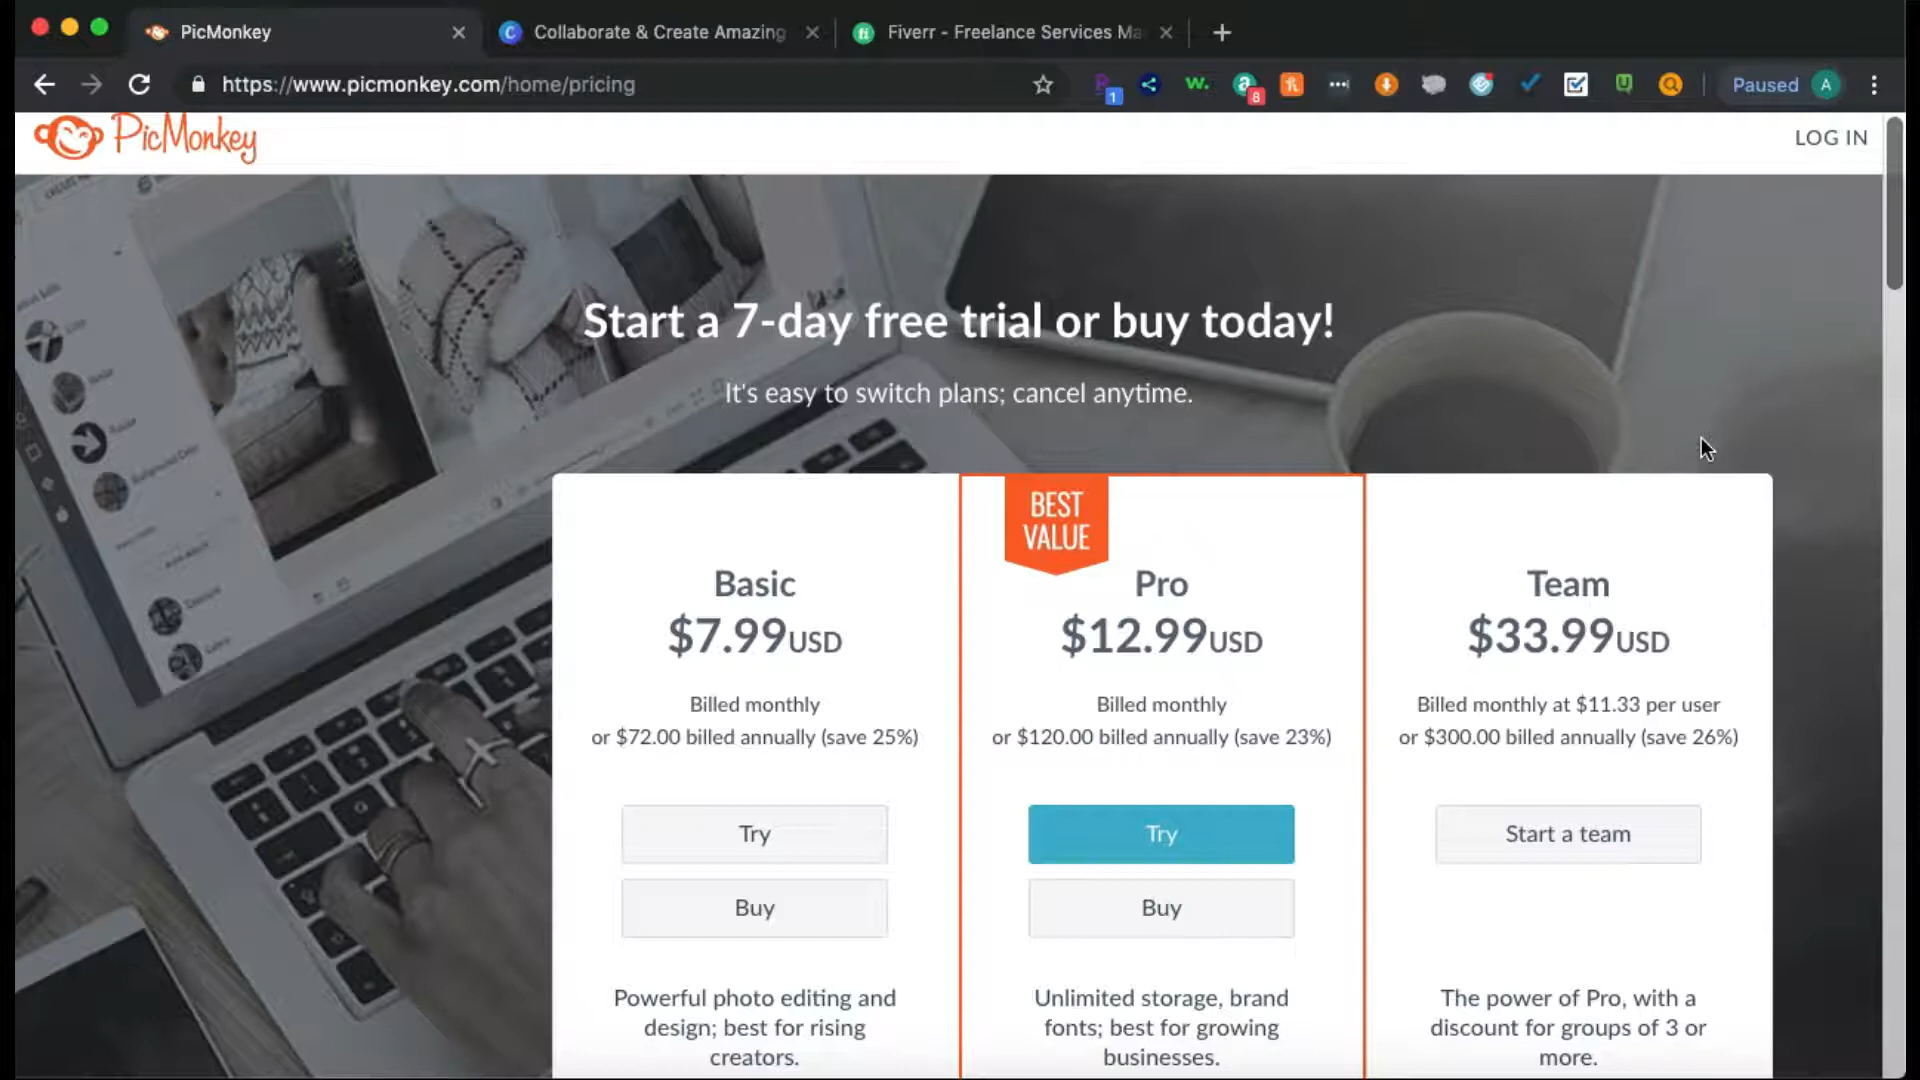 PicMonkey
Collaborate & Create Amazing
Fiverr - Freelance Services Ma
https://www.picmonkey.com/home/pricing
1
8
Paused
A
PicMonkey
LOG IN
Start a 7-day free trial or buy today!
It's easy to switch plans; cancel anytime.
BEST
VALUE
Basic
$7.99USD
Billed monthly
or $72.00 billed annually (save 25%)
Try
Buy
Powerful photo editing and
design; best for rising
creators.
Pro
$12.99USD
Billed monthly
or $120.00 billed annually (save 23%)
Try
Buy
Unlimited storage, brand
fonts; best for growing
businesses.
Team
$33.99USD
Billed monthly at $11.33 per user
or $300.00 billed annually (save 26%)
Start a team
The power of Pro, with a
discount for groups of 3 or
more.